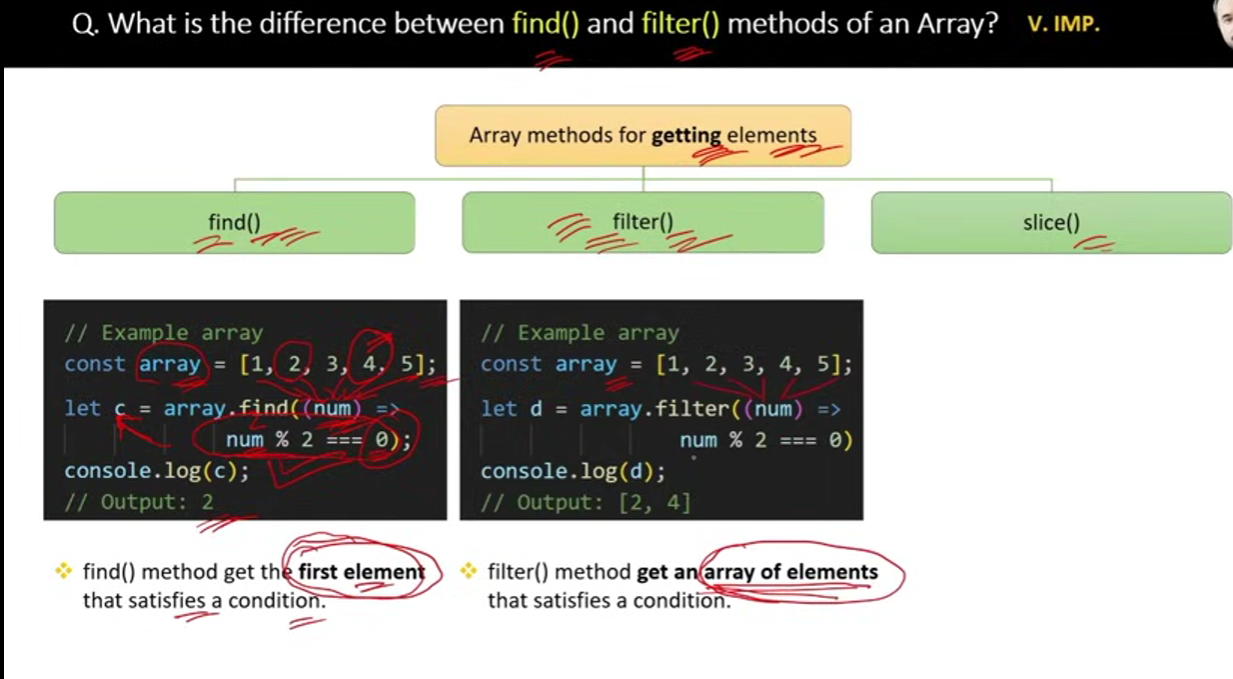 Q. What is the difference between find() and filter() methods of an Array? V. IMP.
Array methods for getting elements
find()
filter()
slice()
// Example array
const array = [1, 2, 3, 4, 5];
let c = array.find((num) =>
num % 2 === 0);
console.log(c);
// Output: 2
// Example array
const array = [1, 2, 3, 4, 5];
let d = array.filter((num) =>
num % 2 === 0)
console.log(d);
// Output: [2, 4]
find() method get the first element
that satisfies a condition.
filter() method get an array of elements
that satisfies a condition.